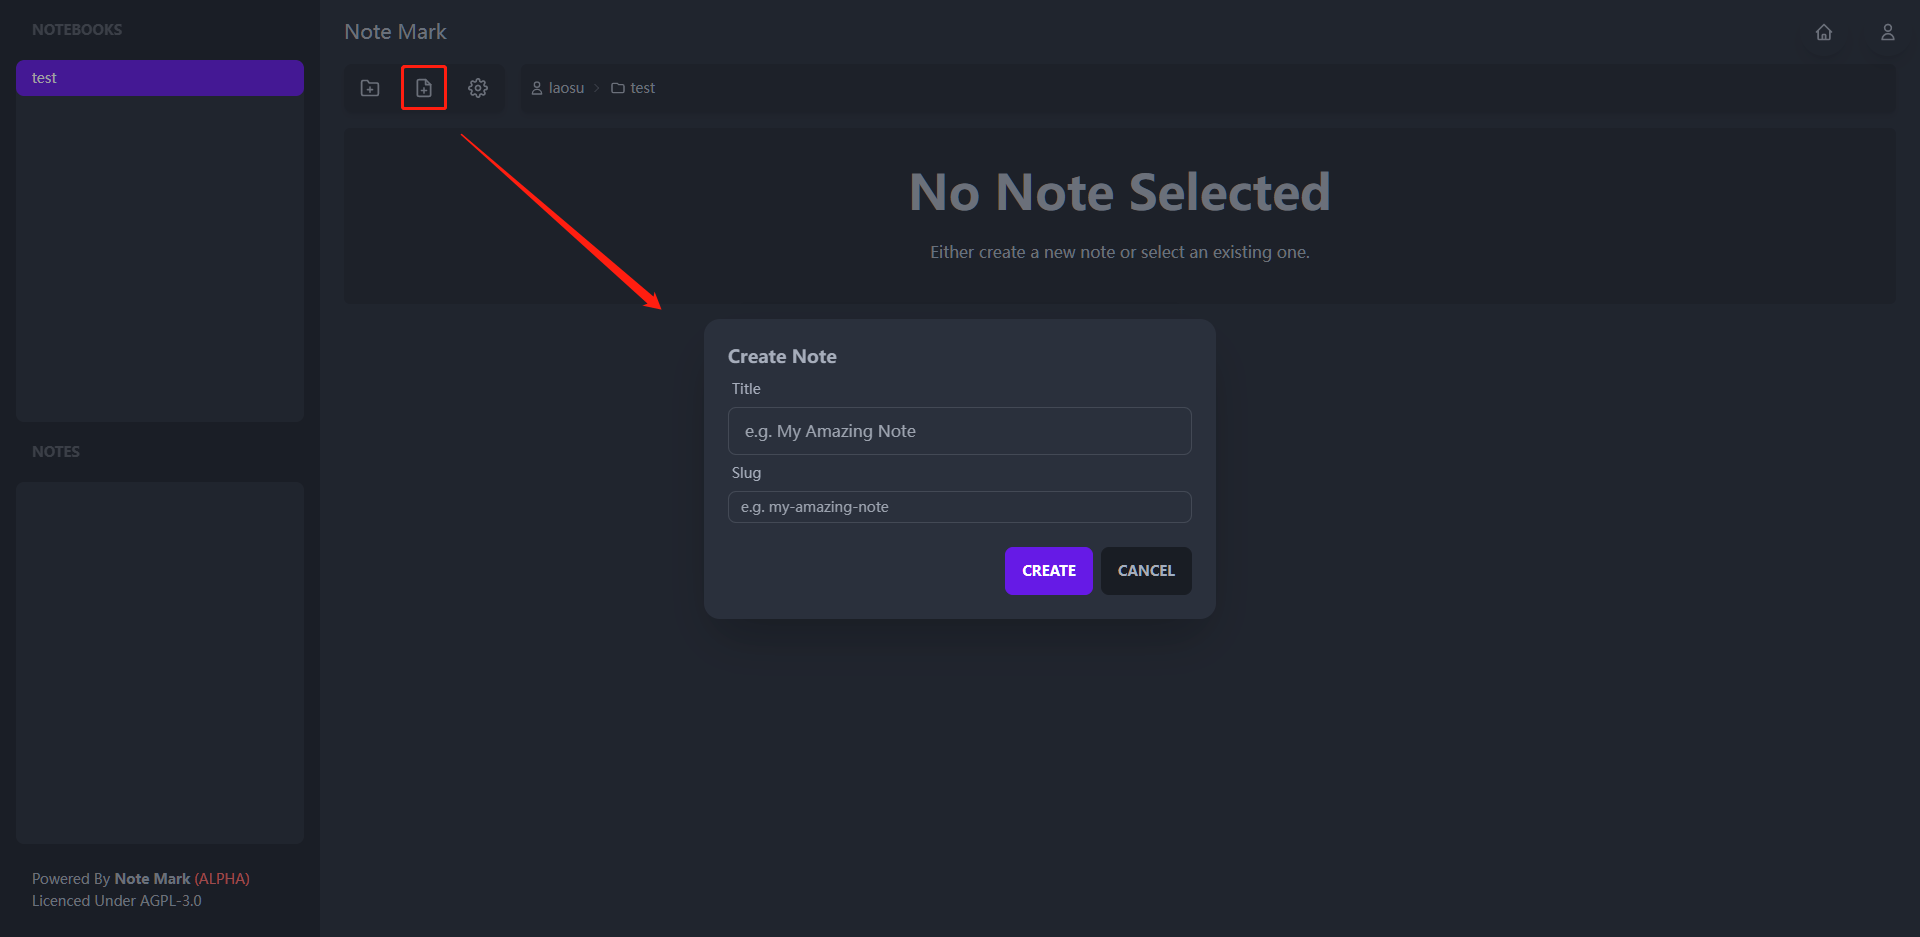 NOTEBOOKS
test
NOTES
Powered By Note Mark (ALPHA)
Licenced Under AGPL-3.0
Note Mark
laosu > test
No Note Selected
Either create a new note or select an existing one.
Create Note
Title
e.g. My Amazing Note
Slug
e.g. my-amazing-note
CREATE CANCEL